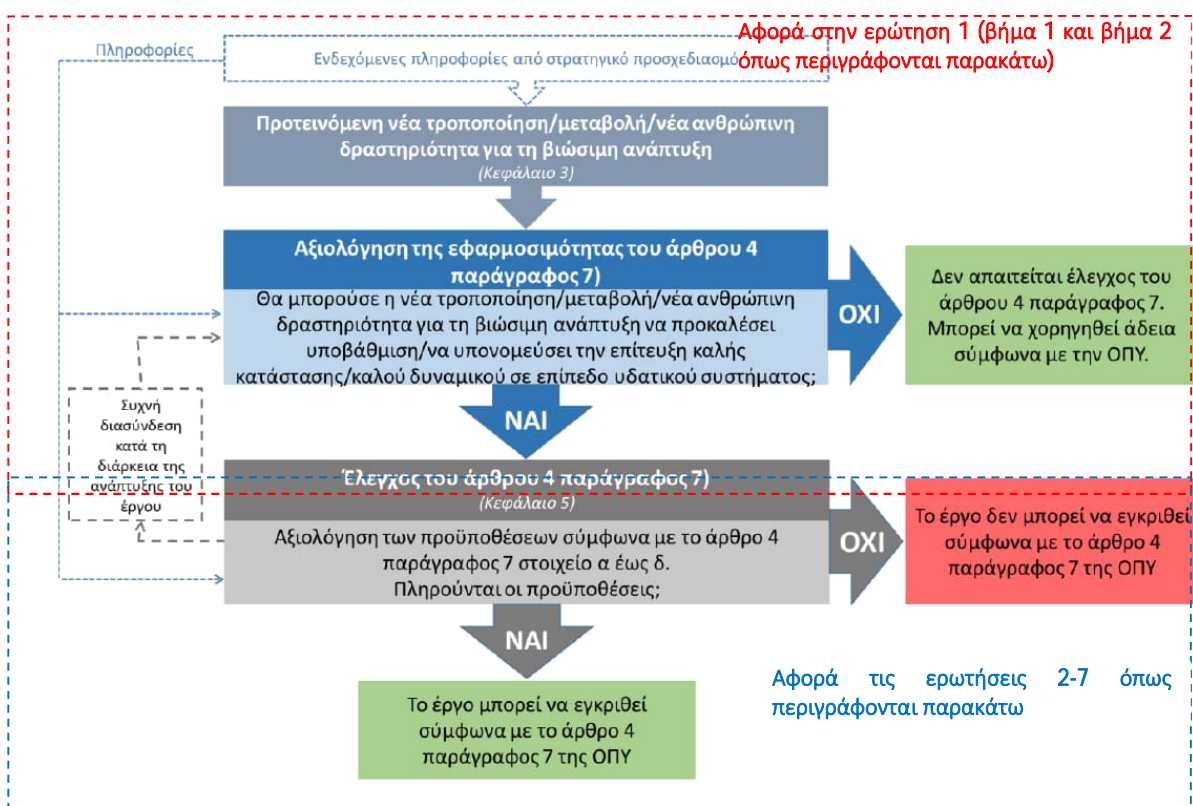 Αφορά στην ερώτηση 1 (βήμα 1 και βήμα 2
όπως περιγράφονται παρακάτω)
Πληροφορίες
Ενδεχόμενες πληροφορίες από στρατηγικό προσχεδιασμό
Προτεινόμενη νέα τροποποίηση/μεταβολή/νέα ανθρώπινη
δραστηριότητα για τη βιώσιμη ανάπτυξη
(Κεφάλαιο 3)
Αξιολόγηση της εφαρμοσιμότητας του άρθρου 4
παράγραφος 7)
Θα μπορούσε η νέα τροποποίηση/μεταβολή/νέα ανθρώπινη
δραστηριότητα για τη βιώσιμη ανάπτυξη να προκαλέσει
υποβάθμιση/να υπονομεύσει την επίτευξη καλής
κατάστασης/καλού δυναμικού σε επίπεδο υδατικού συστήματος;
ΟΧΙ
Δεν απαιτείται έλεγχος του
άρθρου 4 παράγραφος 7.
Μπορεί να χορηγηθεί άδεια
σύμφωνα με την ΟΠΥ.
ΝΑΙ
Συχνή
διασύνδεση
κατά τη
διάρκεια της
ανάπτυξης του
έργου
Έλεγχος του άρθρου 4 παράγραφος 7)
(Κεφάλαιο 5)
Αξιολόγηση των προϋποθέσεων σύμφωνα με το άρθρο 4
παράγραφος 7 στοιχείο α έως δ.
Πληρούνται οι προϋποθέσεις;
ΟΧΙ
Το έργο δεν μπορεί να εγκριθεί
σύμφωνα με το άρθρο 4
παράγραφος 7 της ΟΠΥ
ΝΑΙ
Το έργο μπορεί να εγκριθεί
σύμφωνα με το άρθρο 4
παράγραφος 7 της ΟΠΥ
Αφορά τις ερωτήσεις 2-7 όπως
περιγράφονται παρακάτω